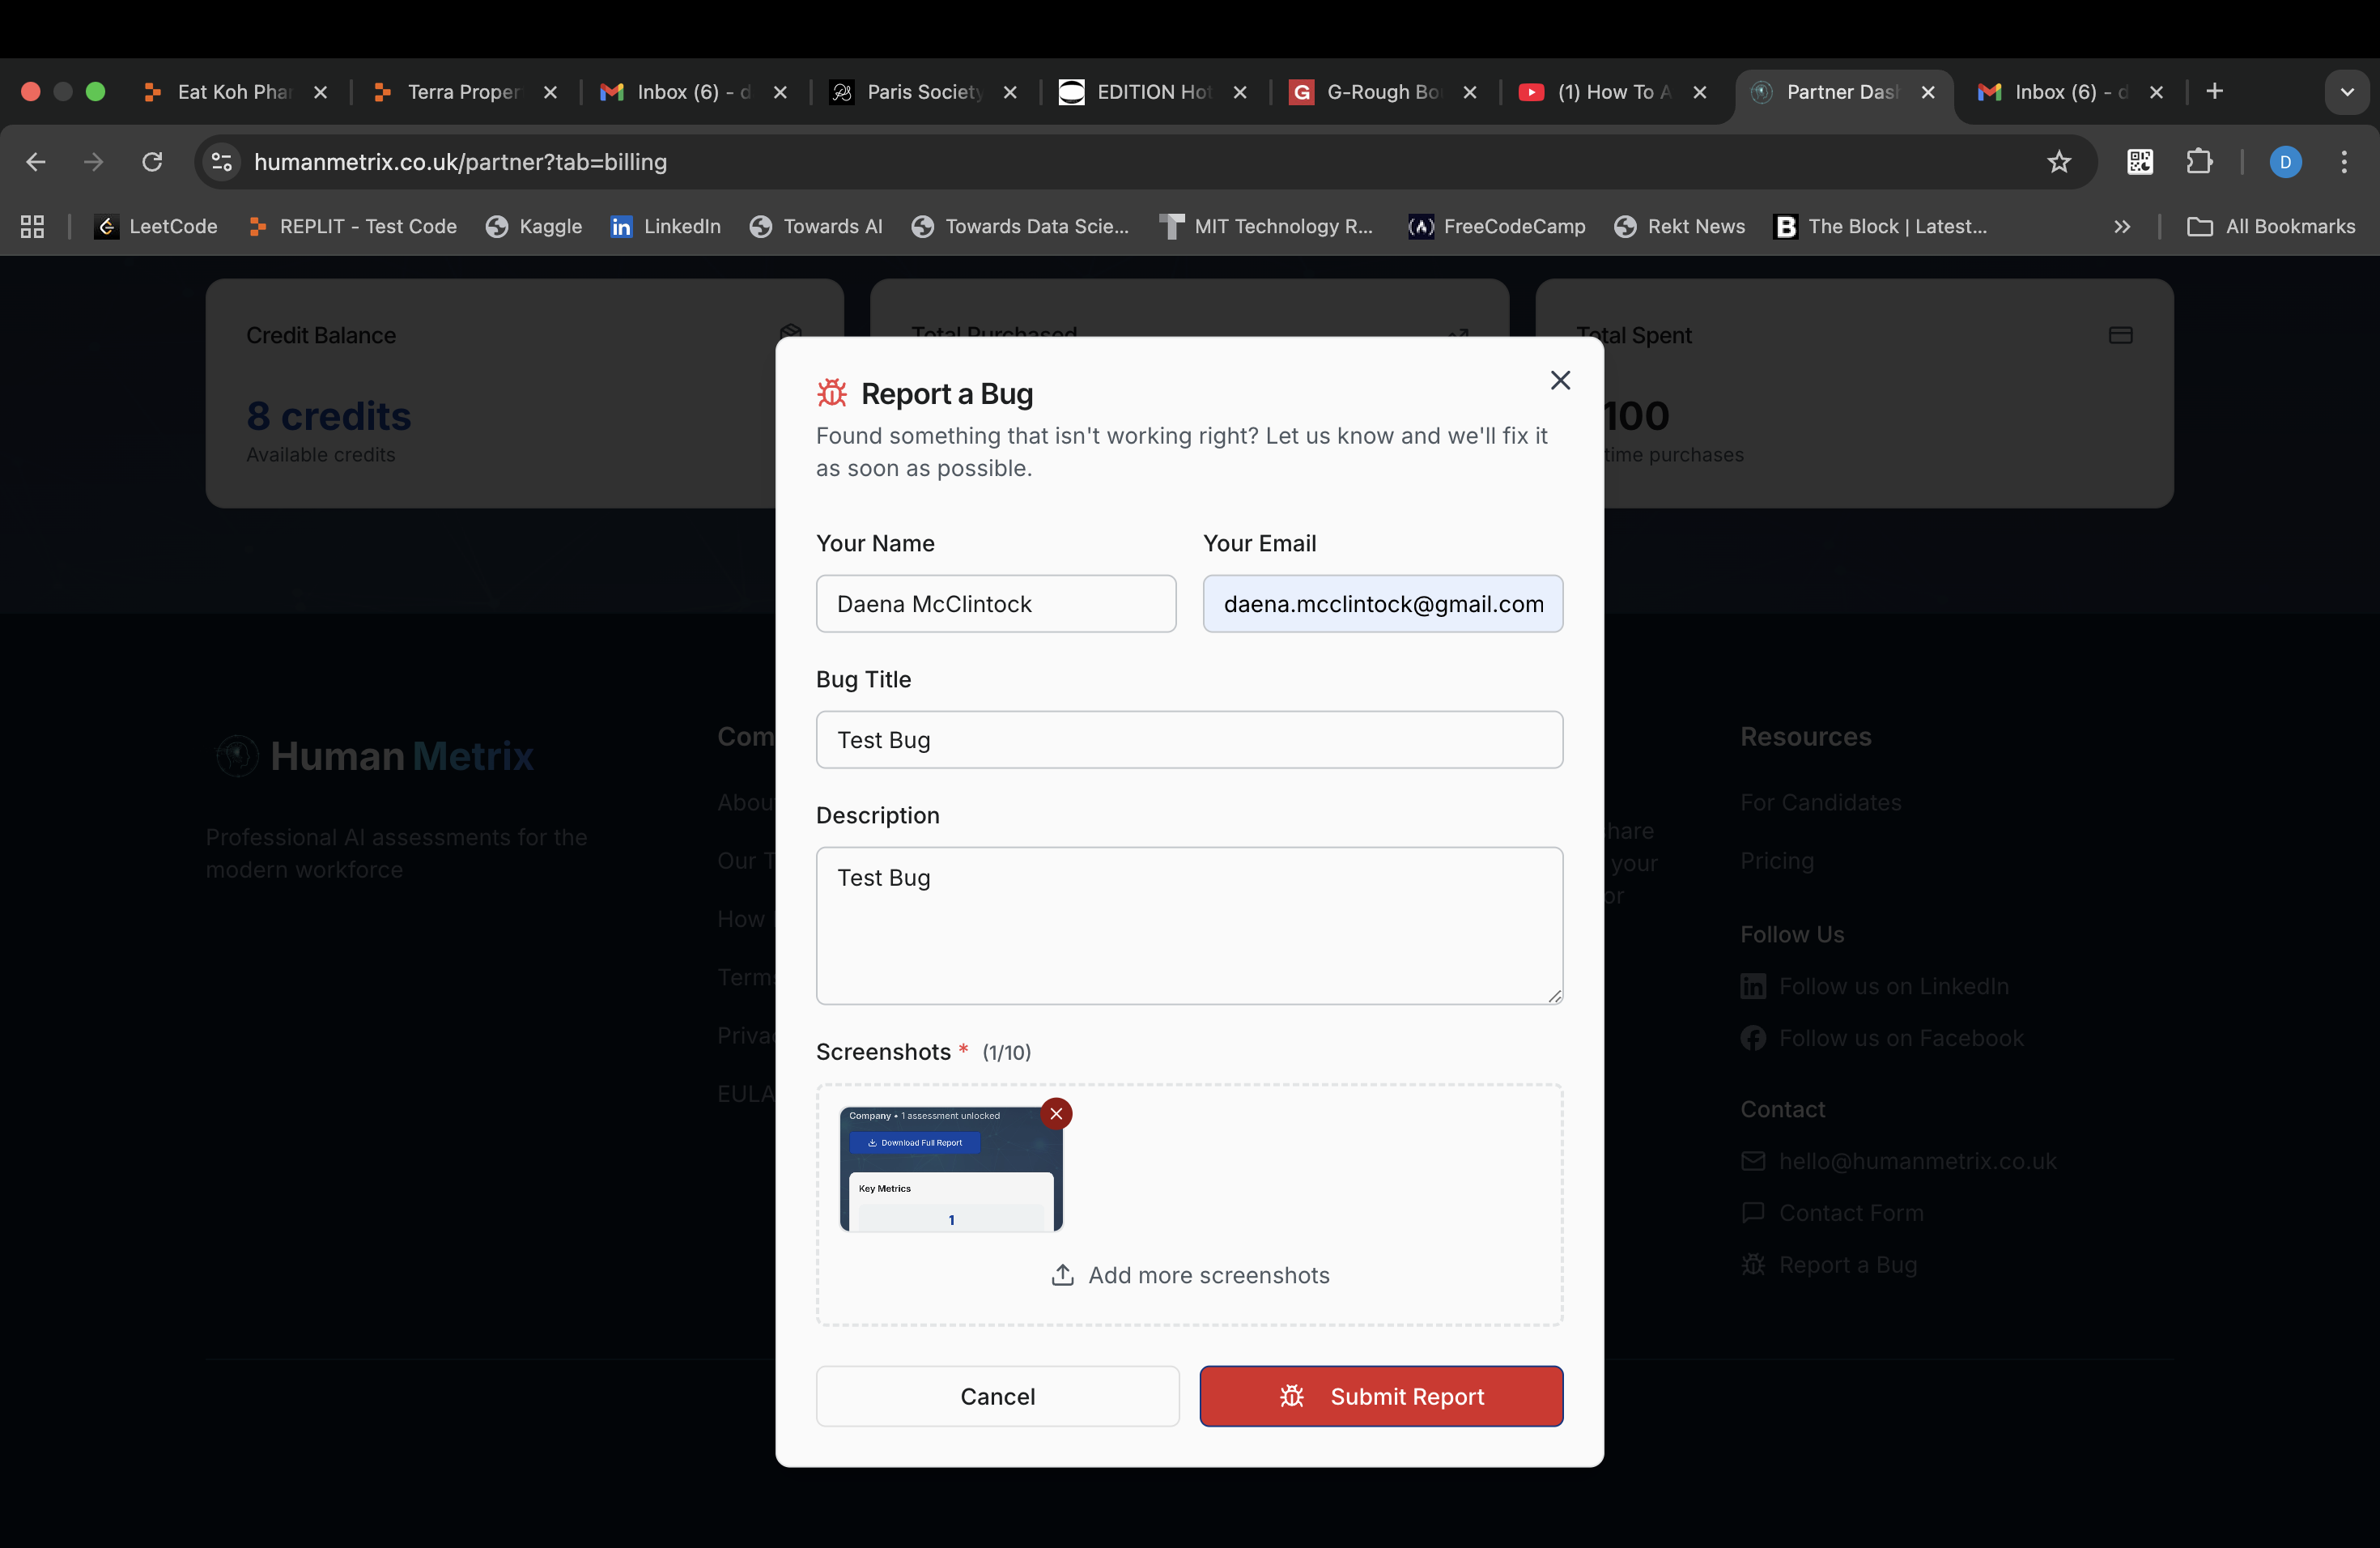 Eat Koh Pha
Terra Proper
Inbox (6) - d
Paris Society
EDITION Hot
G-Rough Bo
(1) How To A
Partner Das
Inbox (6) - d
humanmetrix.co.uk/partner?tab=billing
D
LeetCode
REPLIT - Test Code
Kaggle
LinkedIn
Towards AI
Towards Data Scie...
MIT Technology R...
FreeCodeCamp
Rekt News
The Block | Latest...
All Bookmarks
Credit Balance
Total Purchased
Total Spent
8 credits
100
Available credits
time purchases
Report a Bug
Found something that isn't working right? Let us know and we'll fix it
as soon as possible.
Your Name
Your Email
Daena McClintock
daena.mcclintock@gmail.com
Bug Title
Test Bug
Description
Test Bug
Screenshots * (1/10)
Company • 1 assessment unlocked
Download Full Report
Key Metrics
1
Add more screenshots
Cancel
Submit Report
Human Metrix
Professional AI assessments for the
modern workforce
Com
Abou
Our T
How
Terms
Priva
EULA
hare
your
or
Resources
For Candidates
Pricing
Follow Us
Follow us on LinkedIn
Follow us on Facebook
Contact
hello@humanmetrix.co.uk
Contact Form
Report a Bug